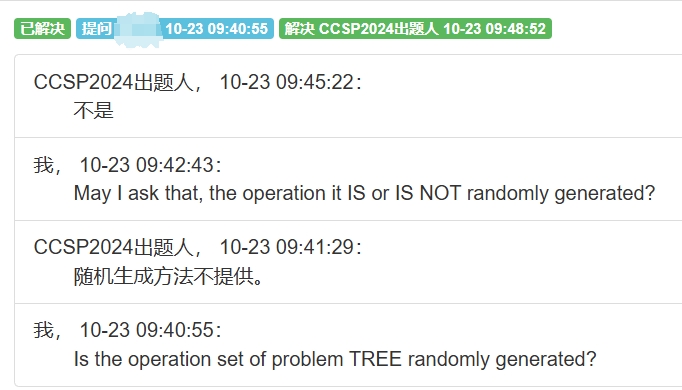 已解决 提问 10-23 09:40:55 解决 CCSP2024出题人 10-23 09:48:52
CCSP2024出题人， 10-23 09:45:22：
不是
我， 10-23 09:42:43：
May I ask that, the operation it IS or IS NOT randomly generated?
CCSP2024出题人， 10-23 09:41:29：
随机生成方法不提供。
我， 10-23 09:40:55：
Is the operation set of problem TREE randomly generated?